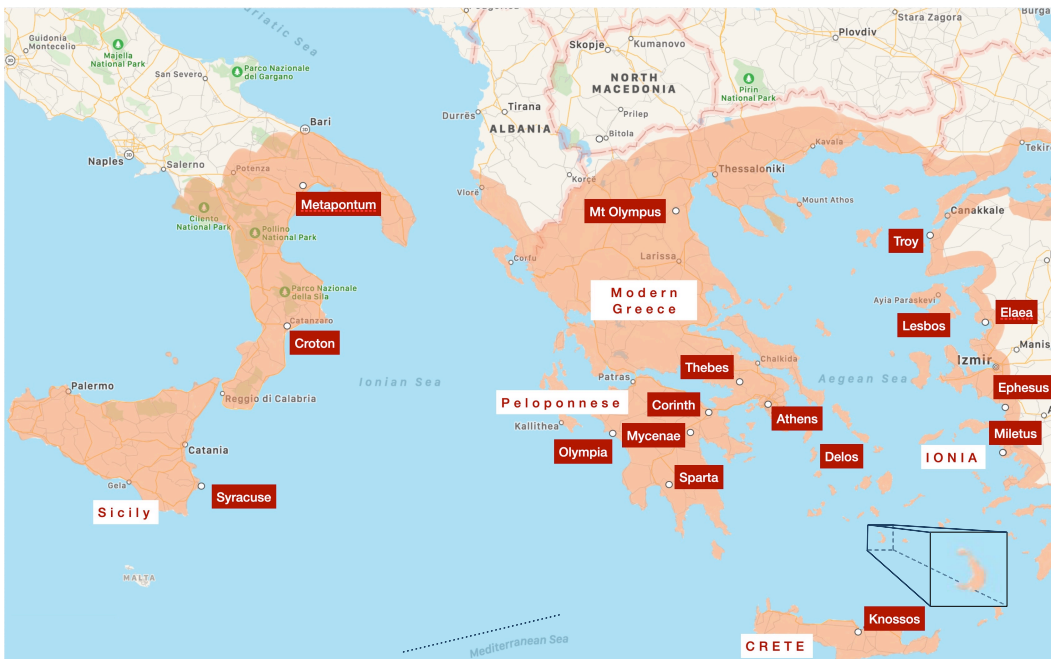 Guidonia
Montecelio
Majella
National Park
Adriatic Sea
San Severo
Parco Nazionale
del Gargano
Bari
Naples
Salerno
Potenza
Metapontum
Cilento
National Park
Pollino
National Park
Parco Nazionale
della Sila
Catanzaro
Croton
Reggio di Calabria
Palermo
Catania
Gela
Syracuse
Sicily
MALTA
Ionian Sea
Mediterranean Sea
Skopje
Kumanovo
NORTH
MACEDONIA
Prilep
Bitola
Durrës
Tirana
ALBANIA
Korçë
Vlorë
Corfu
Stara Zagora
Burga
Plovdiv
Pirin
National Park
Kavala
Thessaloniki
Mount Athos
Mt Olympus
Larissa
Modern
Greece
Tekir
Canakkale
Troy
Ayia Paraskevi
Lesbos
Elaea
Manis
Izmir
Ephesus
Miletus
IONIA
Aegean Sea
Chalkida
Thebes
Patras
Peloponnese
Corinth
Athens
Kallithea
Mycenae
Olympia
Delos
Sparta
Knossos
CRETE